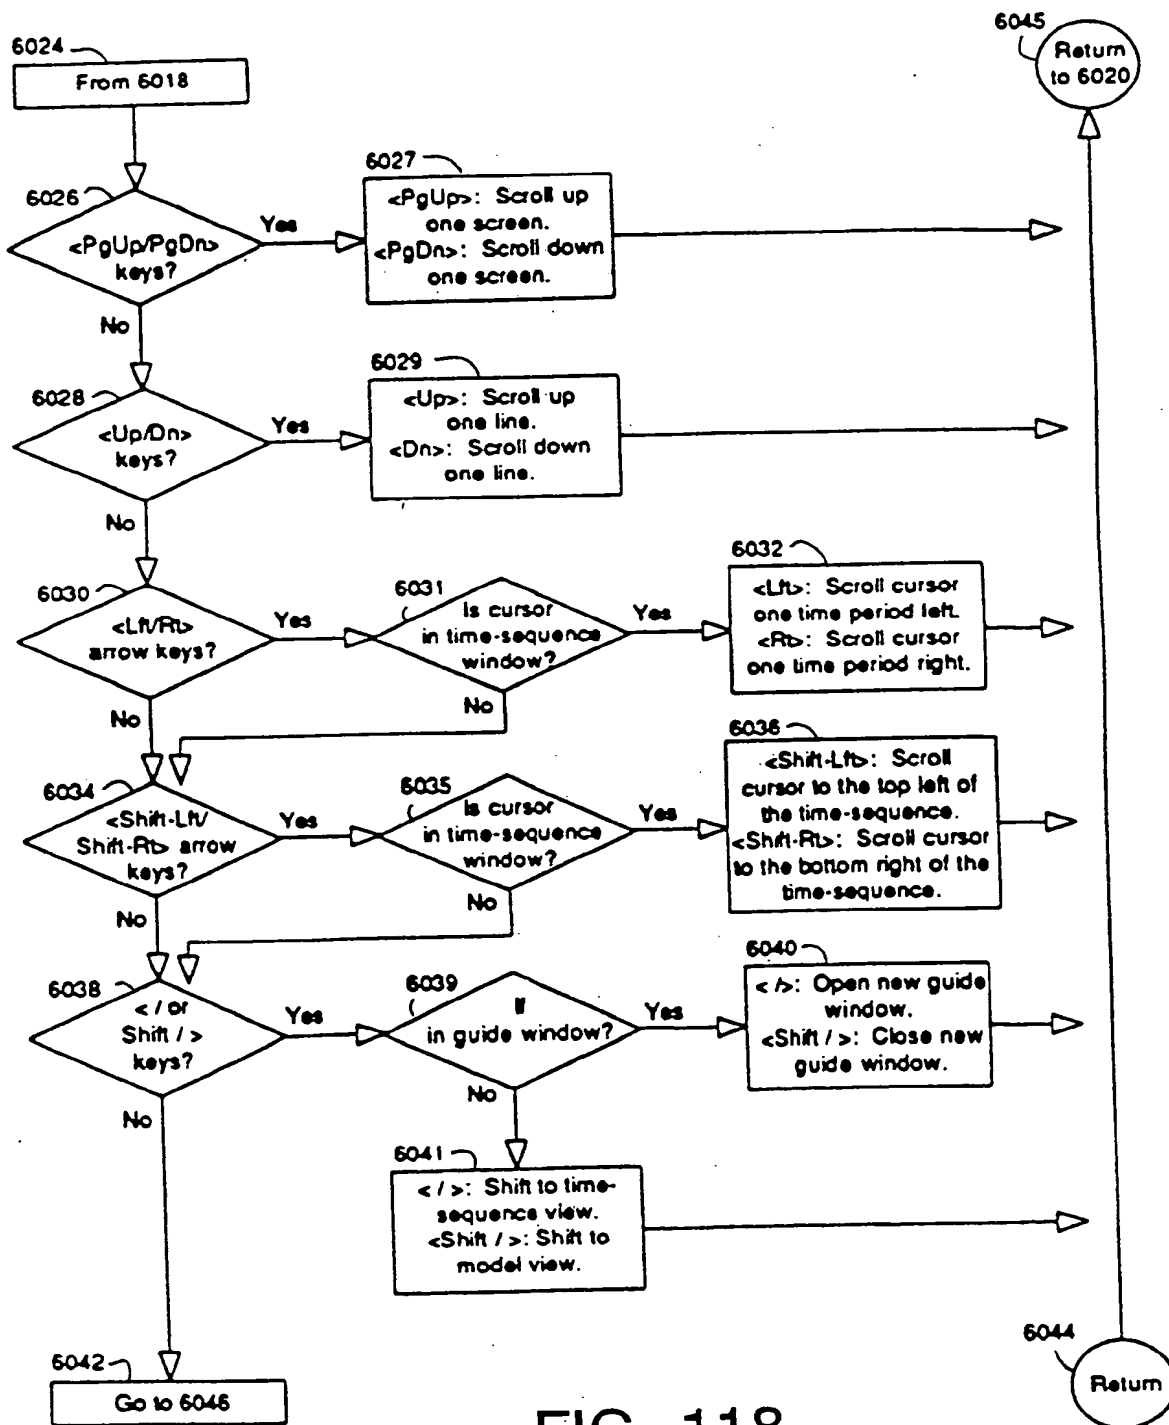 6024
From 6018
6045
Return
to 6020
6026
<PgUp/PgDn>
keys?
Yes
No
6027
<PgUp>: Scroll up
one screen.
<PgDn>: Scroll down
one screen.
6028
<Up/Dn>
keys?
Yes
No
6029
<Up>: Scroll up
one line.
<Dn>: Scroll down
one line.
6030
<Lft/Rt>
arrow keys?
Yes
No
6031
Is cursor
in time-sequence
window?
Yes
No
6032
<Lft>: Scroll cursor
one time period left.
<Rt>: Scroll cursor
one time period right.
6034
<Shift-Lft/
Shift-Rt> arrow
keys?
Yes
No
6035
Is cursor
in time-sequence
window?
Yes
No
6036
<Shift-Lft>: Scroll
cursor to the top left of
the time-sequence.
<Shift-Rt>: Scroll cursor
to the bottom right of the
time-sequence.
6038
< / or
Shift / >
keys?
Yes
No
6039
If
in guide window?
Yes
No
6040
< />: Open new guide
window.
<Shift / >: Close new
guide window.
6041
< / >: Shift to time-
sequence view.
<Shift / >: Shift to
model view.
6042
Go to 6046
6044
Return
FIG. 118